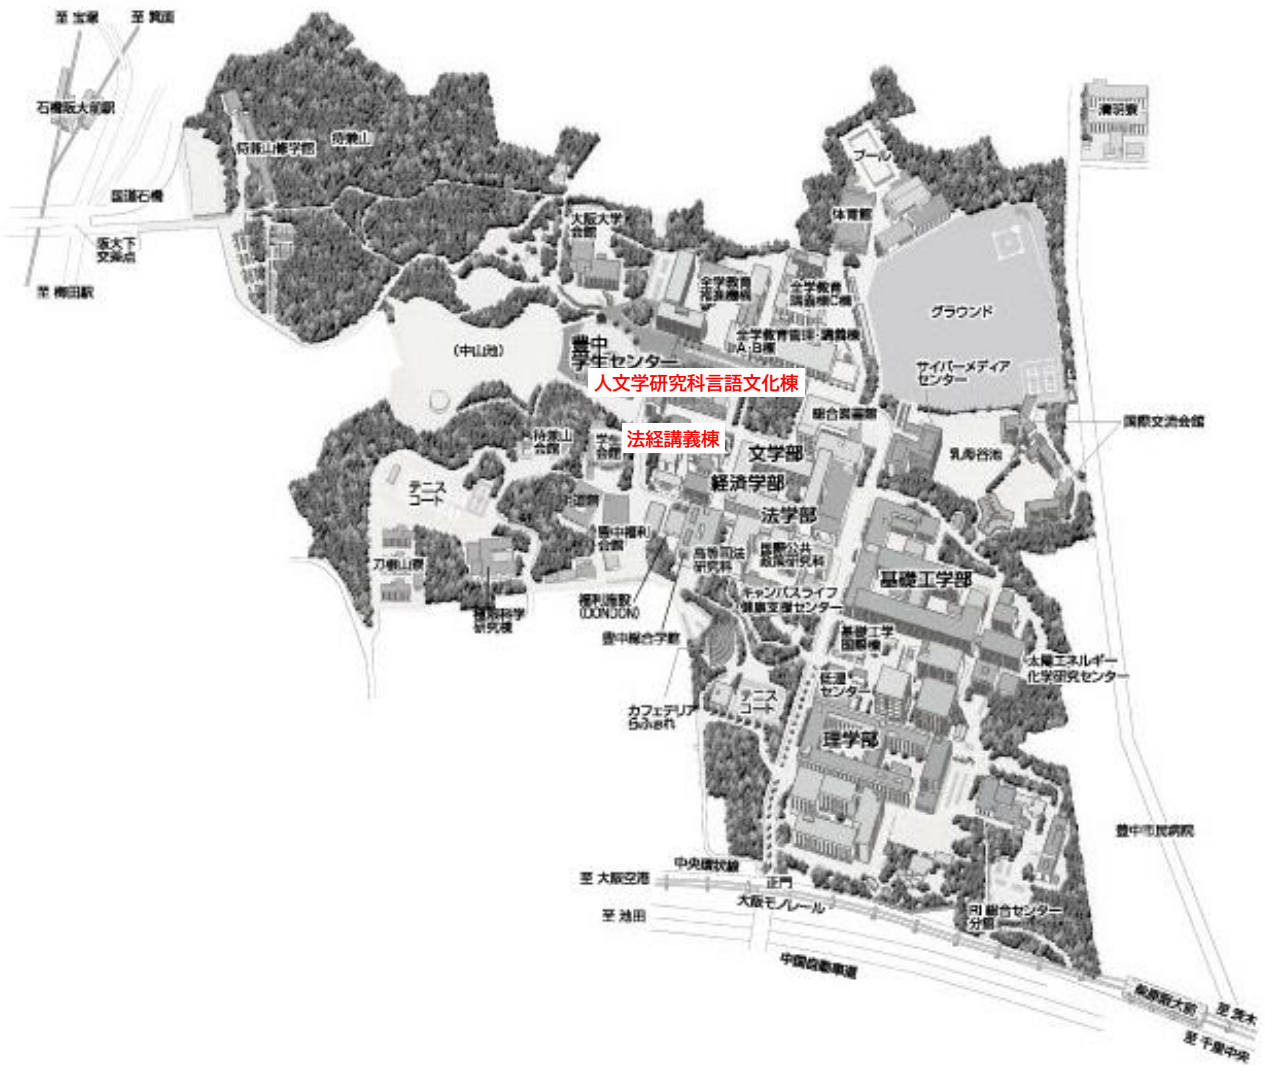 至 宝塚
至 箕面
石橋阪大前駅
待兼山修学館
待兼山
国道石橋
阪大下
交差点
至 梅田駅
大阪大学
会館
プール
体育館
清明寮
全学教育
推進機構
全学教育
講義棟C棟
グラウンド
全学教育管理・講義棟
A・B棟
(中山池)
豊中
学生センター
サイバーメディア
センター
人文学研究科言語文化棟
総合図書館
国際交流会館
法経講義棟
待兼山
会館
学生
会館
文学部
乳母谷池
経済学部
テニス
コート
法学部
豊中福利
会館
刀根山寮
高等司法
研究科
国際公共
政策研究科
基礎工学部
福利施設
(DONDON)
キャンパスライフ
健康支援センター
研究棟
豊中総合学館
基礎工学
国際棟
太陽エネルギー
化学研究センター
低温
センター
カフェテリア
らふぉれ
テニス
コート
理学部
豊中市民病院
中央環状線
至 大阪空港
正門
大阪モノレール
至 池田
RI 総合センター
分館
中国自動車道
柴原阪大前
至 茨木
至 千里中央